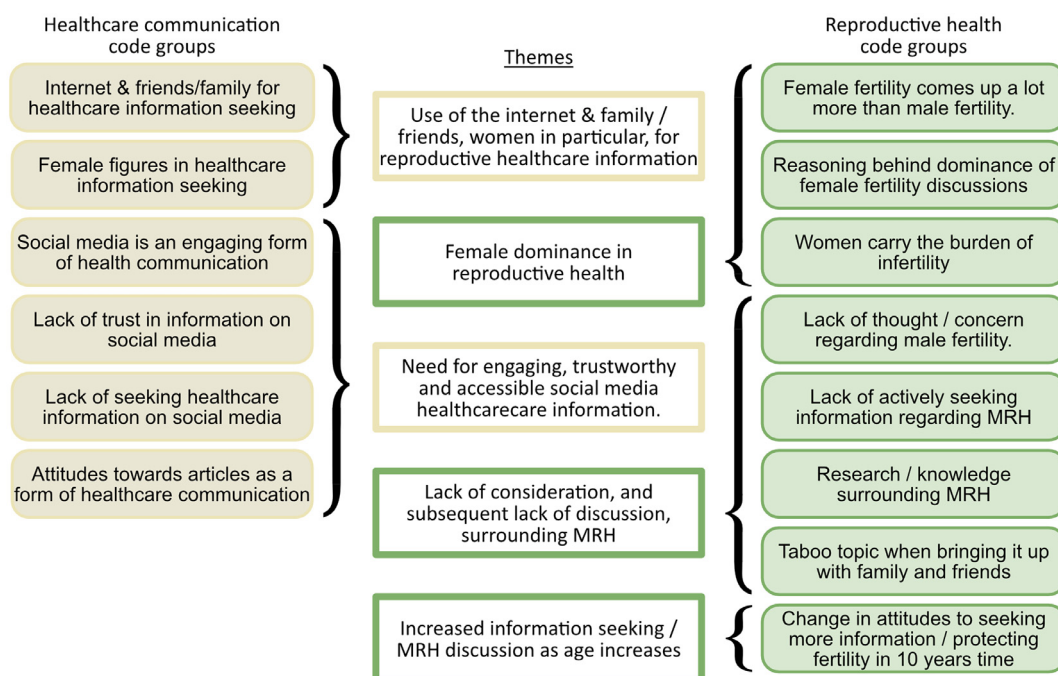 Healthcare communication
code groups
Internet & friends/family for
healthcare information seeking
Female figures in healthcare
information seeking
Social media is an engaging form
of health communication
Lack of trust in information on
social media
Lack of seeking healthcare
information on social media
Attitudes towards articles as a
form of healthcare communication
Themes
Use of the internet & family /
friends, women in particular, for
reproductive healthcare information
Female dominance in
reproductive health
Need for engaging, trustworthy
and accessible social media
healthcarecare information.
Lack of consideration, and
subsequent lack of discussion,
surrounding MRH
Increased information seeking /
MRH discussion as age increases
Reproductive health
code groups
Female fertility comes up a lot
more than male fertility.
Reasoning behind dominance of
female fertility discussions
Women carry the burden of
infertility
Lack of thought / concern
regarding male fertility.
Lack of actively seeking
information regarding MRH
Research / knowledge
surrounding MRH
Taboo topic when bringing it up
with family and friends
Change in attitudes to seeking
more information / protecting
fertility in 10 years time